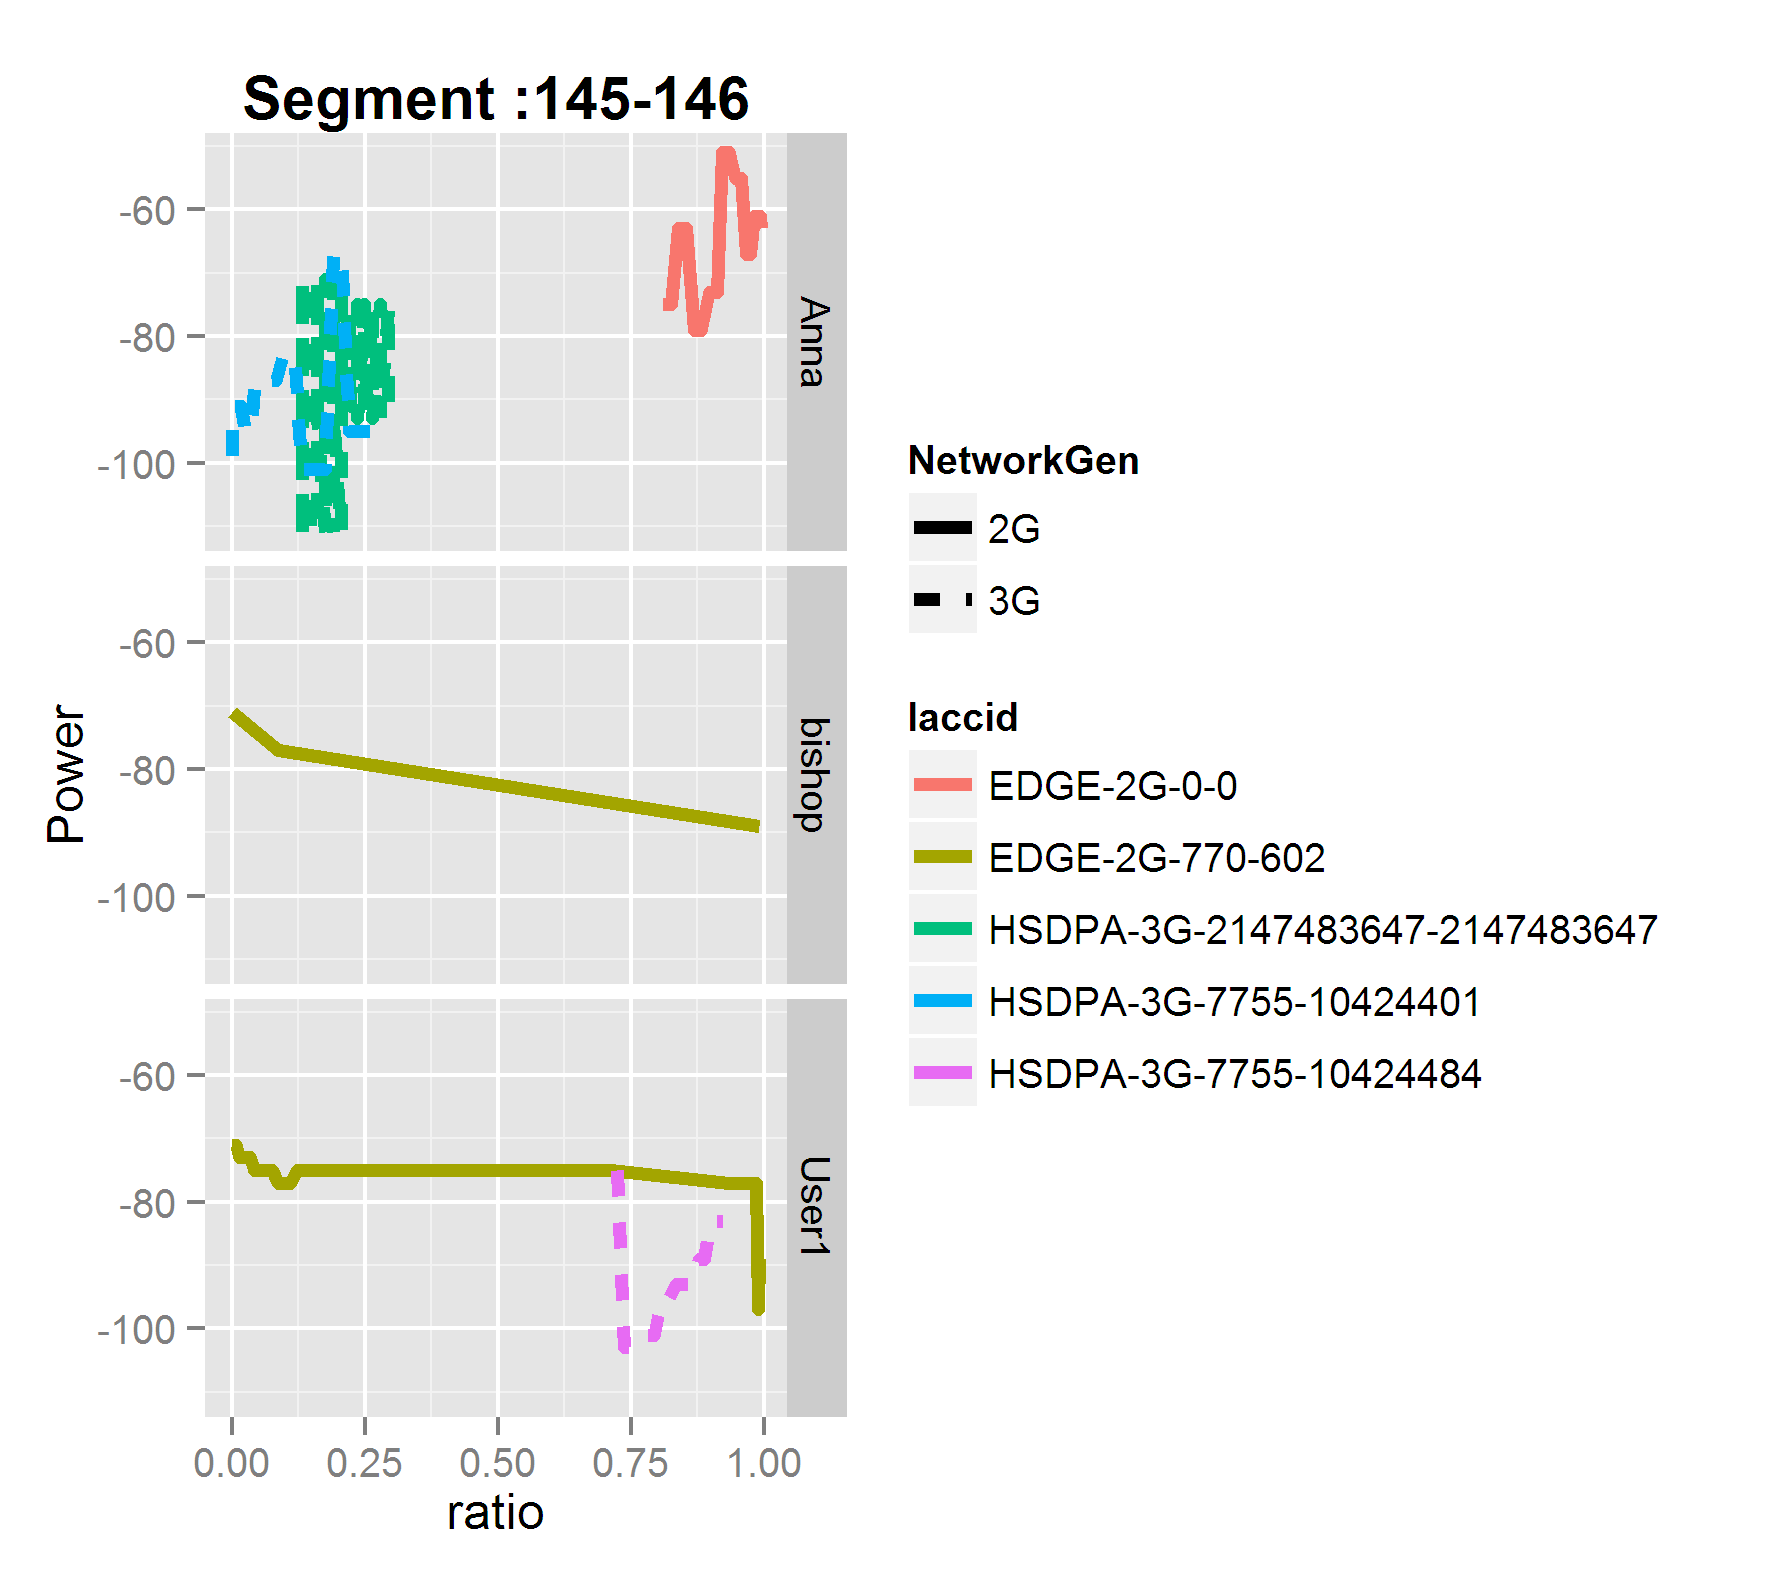 Segment :145-146
Power
-60
-80
-100
Anna
-60
-80
-100
bishop
-60
-80
-100
User1
0.00 0.25 0.50 0.75 1.00
ratio
NetworkGen
2G
3G
laccid
EDGE-2G-0-0
EDGE-2G-770-602
HSDPA-3G-2147483647-2147483647
HSDPA-3G-7755-10424401
HSDPA-3G-7755-10424484